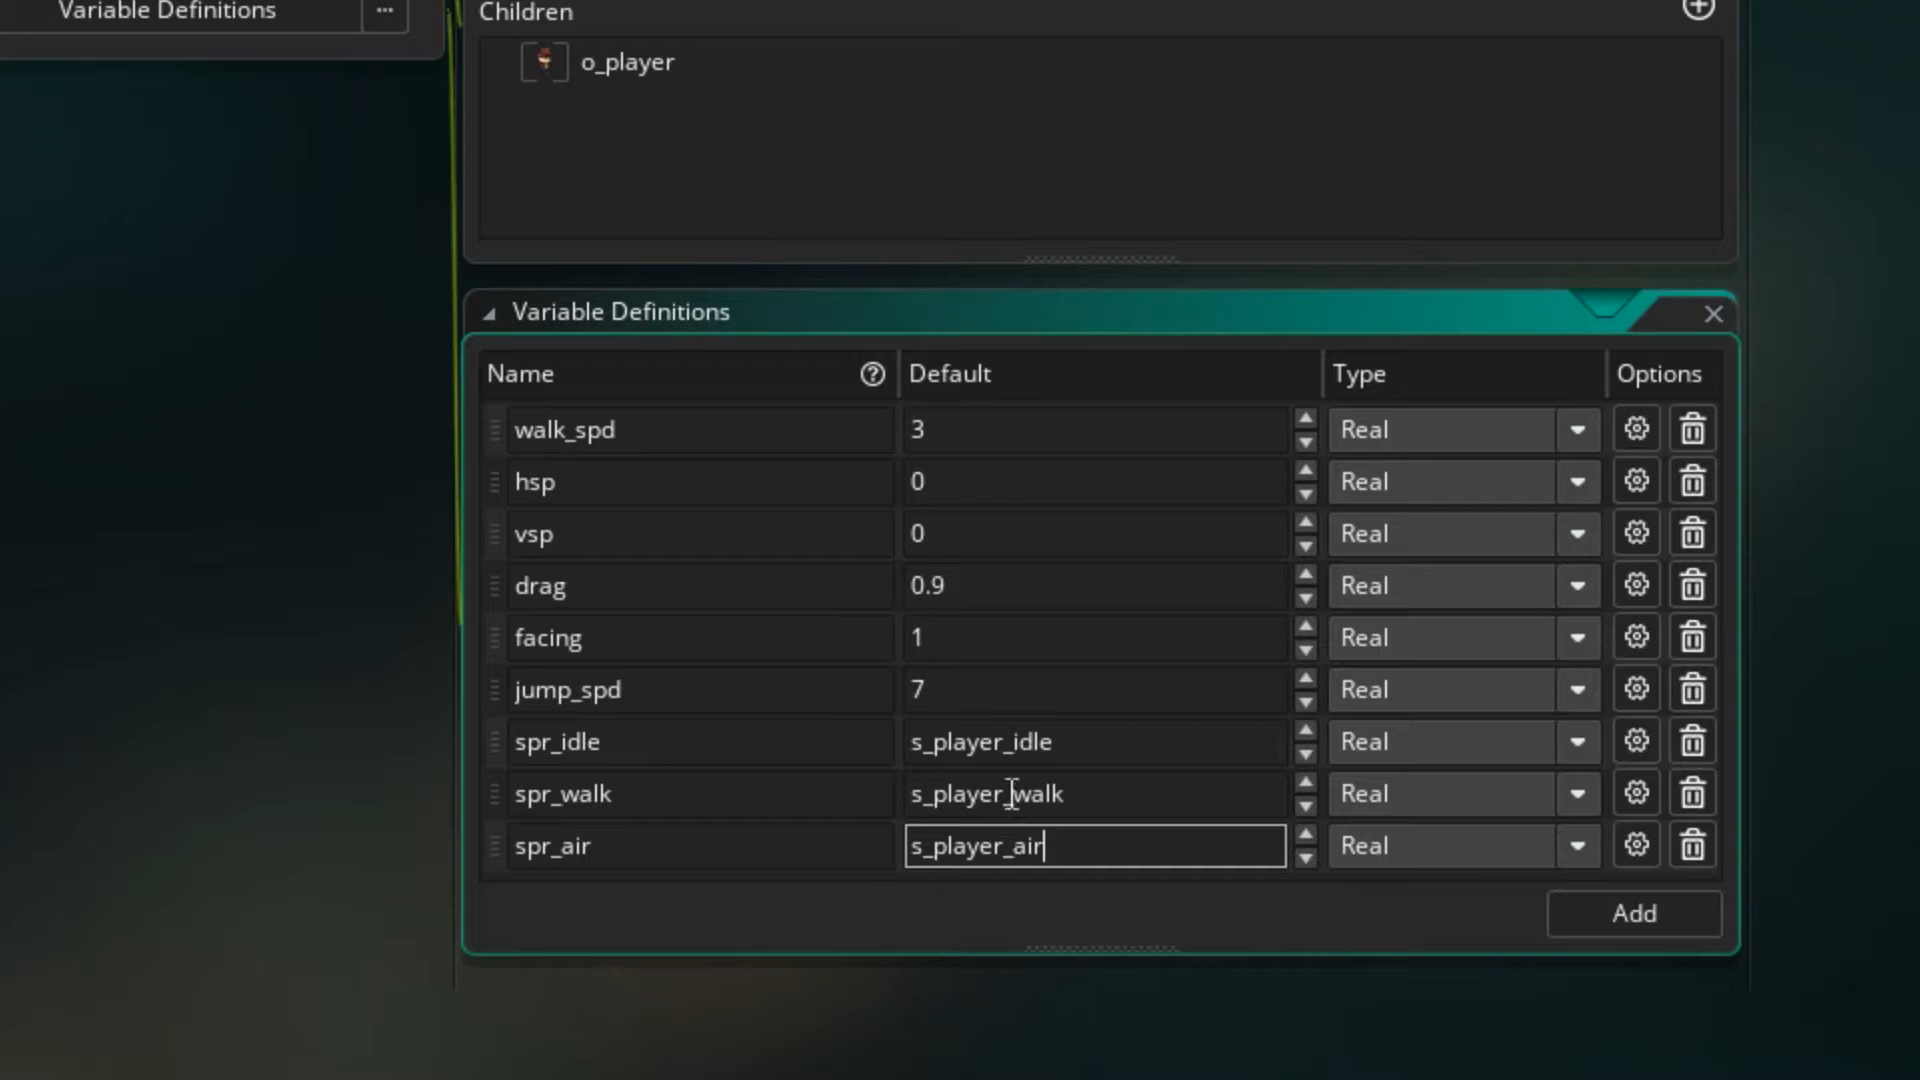 Variable Definitions ...
Children
o_player
Variable Definitions
Name Default Type Options
walk_spd 3 Real
hsp 0 Real
vsp 0 Real
drag 0.9 Real
facing 1 Real
jump_spd 7 Real
spr_idle s_player_idle Real
spr_walk s_player_walk Real
spr_air s_player_air Real
Add